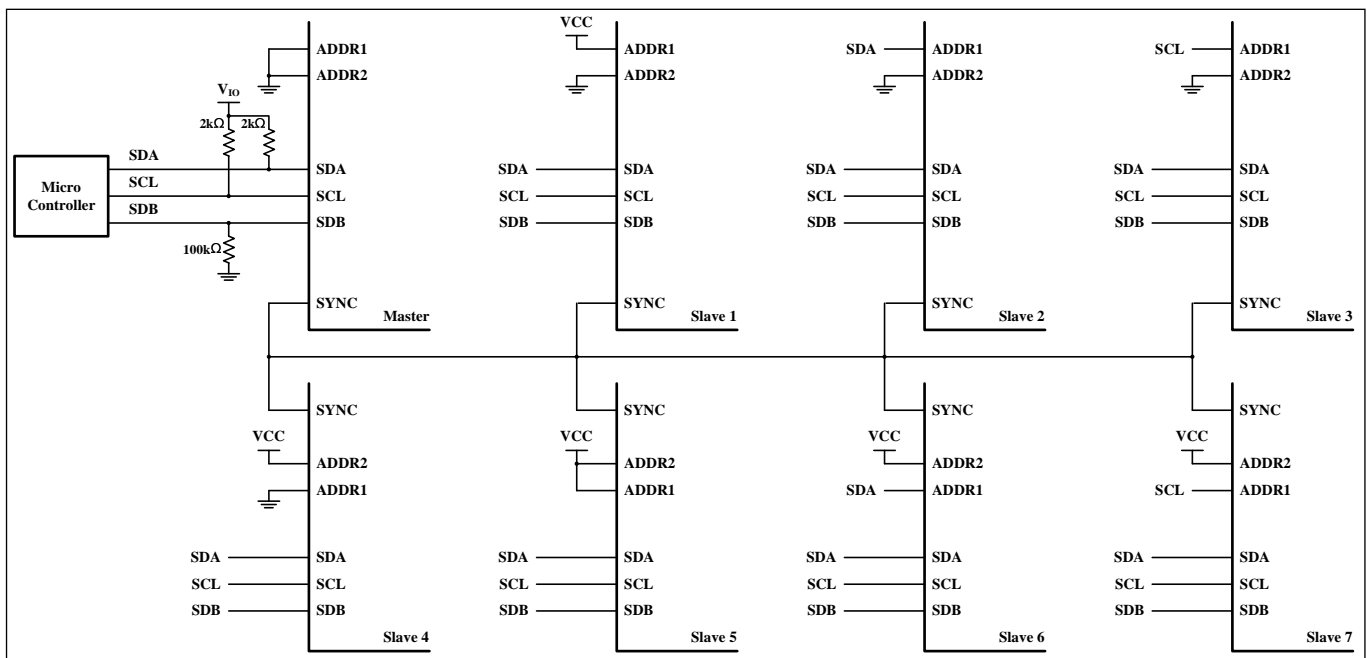 VCC
ADDR1
ADDR1
SDA
ADDR1
SCL
ADDR1
ADDR2
ADDR2
ADDR2
ADDR2
VIO
2kΩ
2kΩ
Micro
Controller
SDA
SCL
SDB
SDA
SCL
SDB
SDA
SDA
SCL
SCL
SDB
SDB
SDA
SDA
SCL
SCL
SDB
SDB
SDA
SDA
SCL
SCL
SDB
SDB
100kΩ
SYNC
SYNC
SYNC
SYNC
Master
Slave 1
Slave 2
Slave 3
SYNC
SYNC
SYNC
SYNC
VCC
ADDR2
VCC
ADDR2
VCC
ADDR2
VCC
ADDR2
ADDR1
ADDR1
SDA
ADDR1
SCL
ADDR1
SDA
SDA
SCL
SCL
SDB
SDB
SDA
SDA
SCL
SCL
SDB
SDB
SDA
SDA
SCL
SCL
SDB
SDB
SDA
SDA
SCL
SCL
SDB
SDB
Slave 4
Slave 5
Slave 6
Slave 7